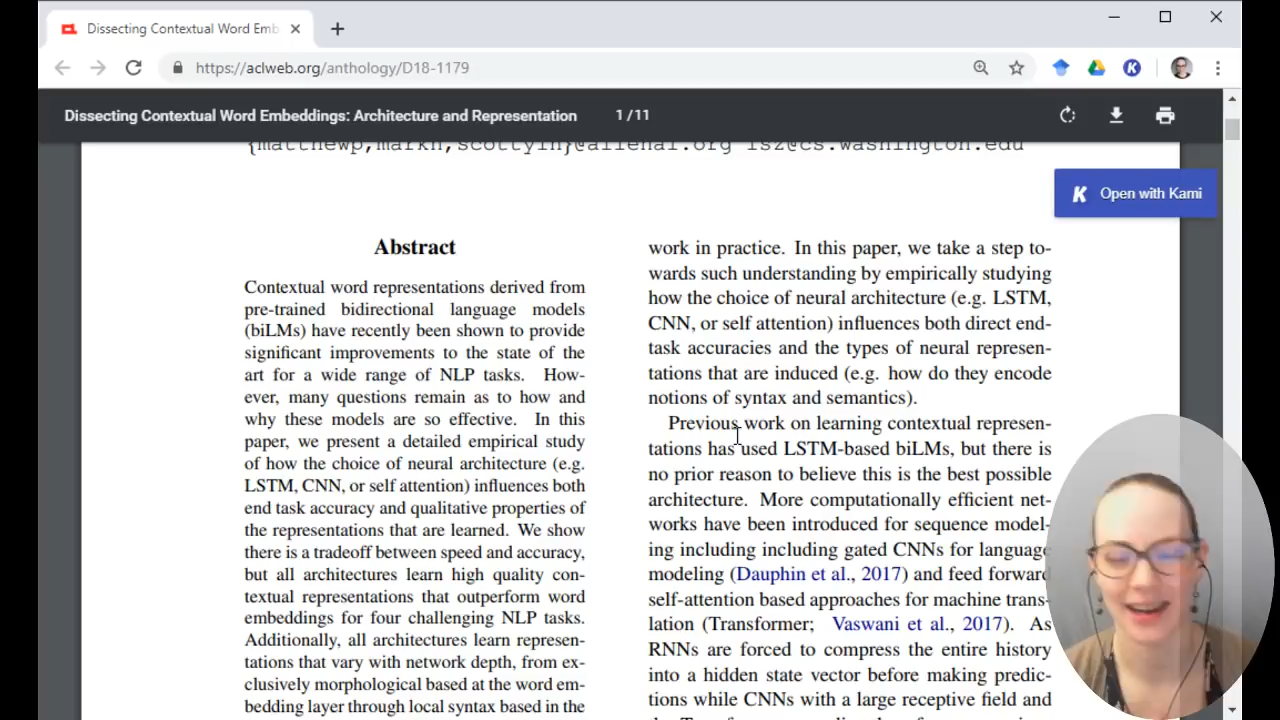 Dissecting Contextual Word Emb
https://aclweb.org/anthology/D18-1179
Dissecting Contextual Word Embeddings: Architecture and Representation 1 / 11
{matthewp,markn,scottyih}@allenai.org lsz@cs.washington.edu
K Open with Kami
Abstract
Contextual word representations derived from
pre-trained bidirectional language models
(biLMs) have recently been shown to provide
significant improvements to the state of the
art for a wide range of NLP tasks. How-
ever, many questions remain as to how and
why these models are so effective. In this
paper, we present a detailed empirical study
of how the choice of neural architecture (e.g.
LSTM, CNN, or self attention) influences both
end task accuracy and qualitative properties of
the representations that are learned. We show
there is a tradeoff between speed and accuracy,
but all architectures learn high quality con-
textual representations that outperform word
embeddings for four challenging NLP tasks.
Additionally, all architectures learn represen-
tations that vary with network depth, from ex-
clusively morphological based at the word em-
bedding layer through local syntax based in the
work in practice. In this paper, we take a step to-
wards such understanding by empirically studying
how the choice of neural architecture (e.g. LSTM,
CNN, or self attention) influences both direct end-
task accuracies and the types of neural represen-
tations that are induced (e.g. how do they encode
notions of syntax and semantics).
Previous work on learning contextual represen-
tations has used LSTM-based biLMs, but there is
no prior reason to believe this is the best possible
architecture. More computationally efficient net-
works have been introduced for sequence model-
ing including including gated CNNs for language
modeling (Dauphin et al., 2017) and feed forward
self-attention based approaches for machine trans-
lation (Transformer; Vaswani et al., 2017). As
RNNs are forced to compress the entire history
into a hidden state vector before making predic-
tions while CNNs with a large receptive field and